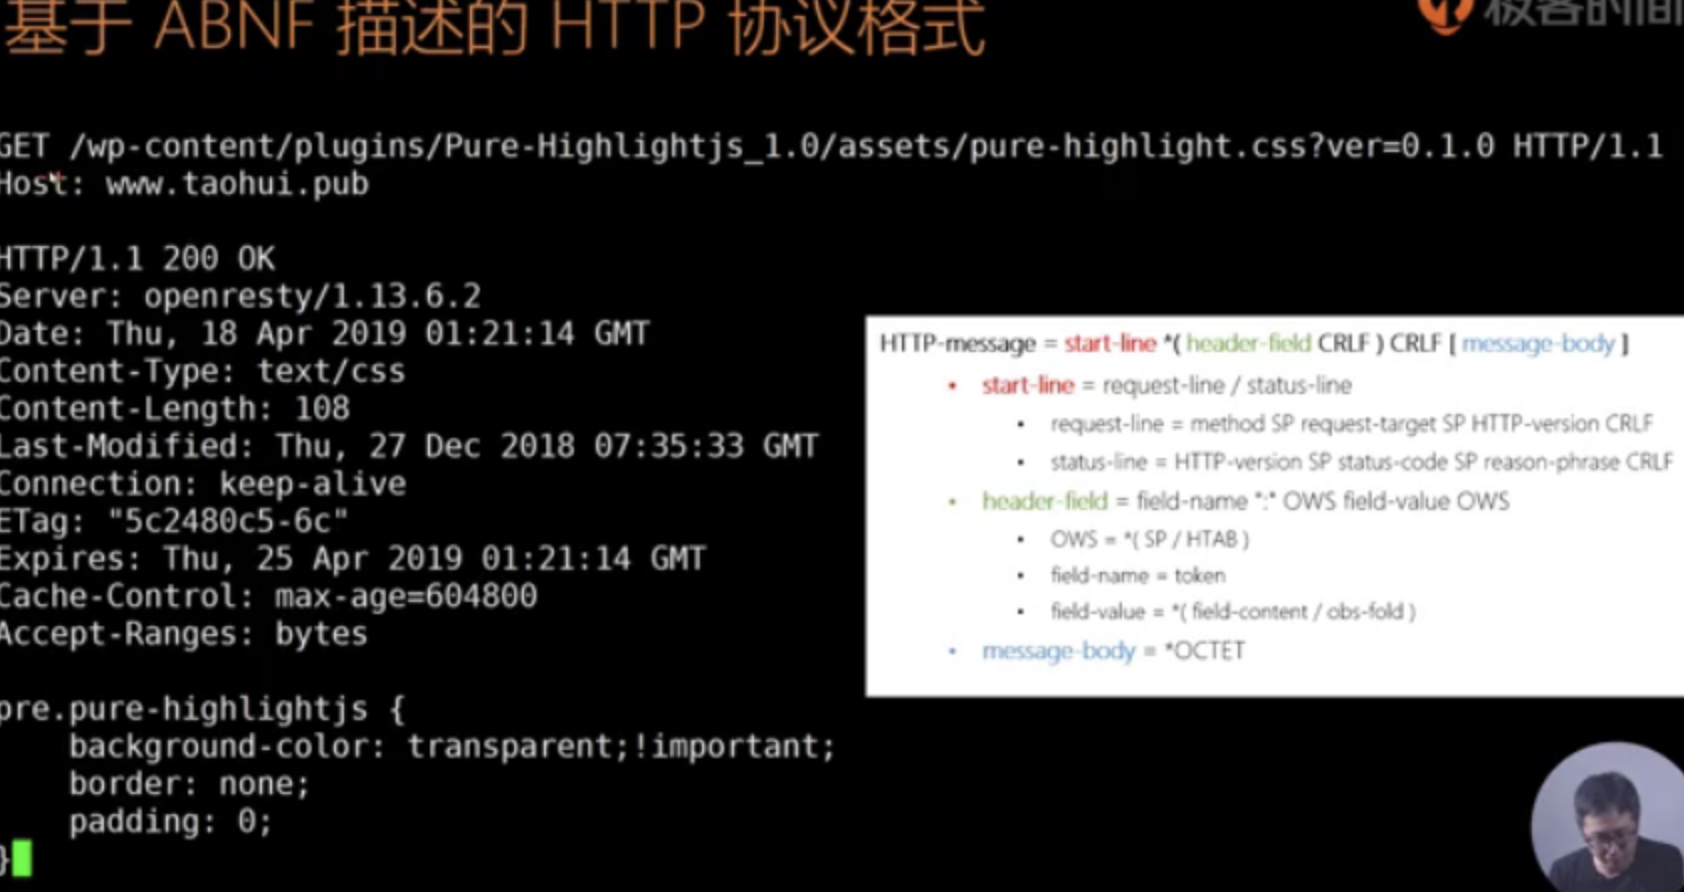 基于 ABNF 描述的 HTTP 协议格式
极客时间
GET /wp-content/plugins/Pure-Highlightjs_1.0/assets/pure-highlight.css?ver=0.1.0 HTTP/1.1
Host: www.taohui.pub
HTTP/1.1 200 OK
Server: openresty/1.13.6.2
Date: Thu, 18 Apr 2019 01:21:14 GMT
Content-Type: text/css
Content-Length: 108
Last-Modified: Thu, 27 Dec 2018 07:35:33 GMT
Connection: keep-alive
ETag: "5c2480c5-6c"
Expires: Thu, 25 Apr 2019 01:21:14 GMT
Cache-Control: max-age=604800
Accept-Ranges: bytes
pre.pure-highlightjs {
    background-color: transparent;!important;
    border: none;
    padding: 0;
}
HTTP-message = start-line *( header-field CRLF ) CRLF [ message-body ]
• start-line = request-line / status-line
• request-line = method SP request-target SP HTTP-version CRLF
• status-line = HTTP-version SP status-code SP reason-phrase CRLF
• header-field = field-name ":" OWS field-value OWS
• OWS = *( SP / HTAB )
• field-name = token
• field-value = *( field-content / obs-fold )
• message-body = *OCTET